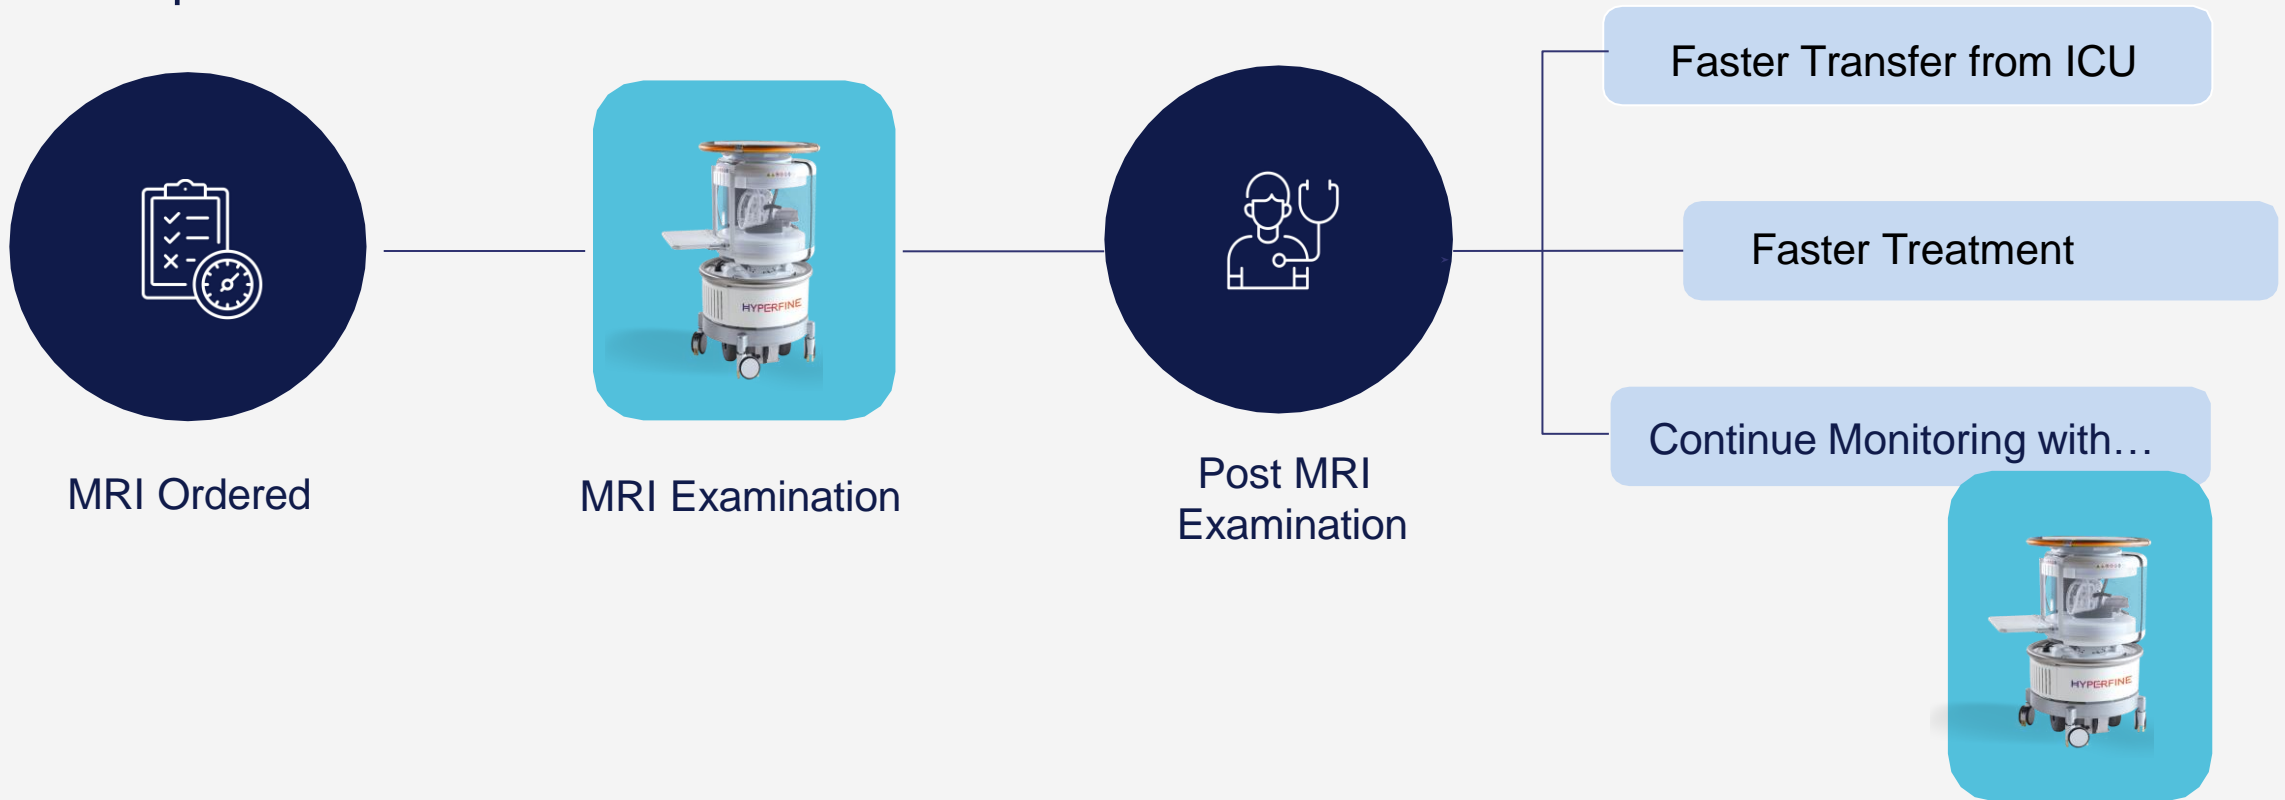 Faster Transfer from ICU
Faster Treatment
Continue Monitoring with…
MRI Ordered
MRI Examination
Post MRI
Examination
HYPERFINE
HYPERFINE